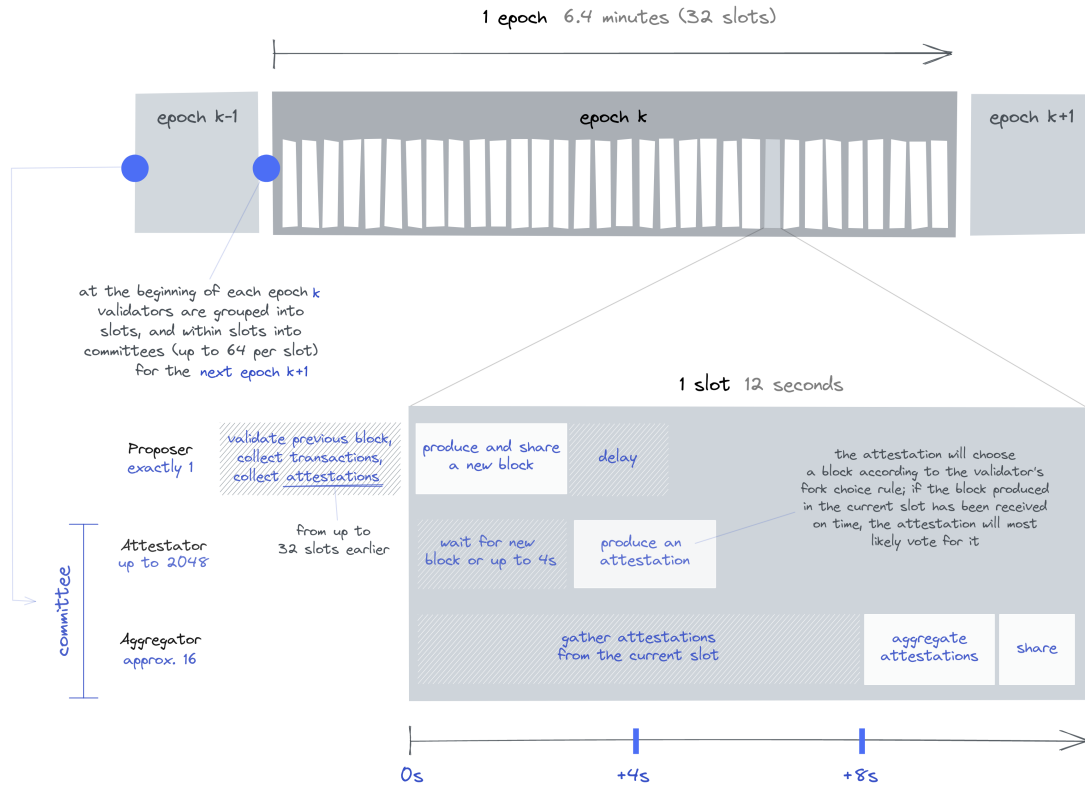 1 epoch 6.4 minutes (32 slots)
epoch k-1
epoch k
epoch k+1
at the beginning of each epoch k
validators are grouped into
slots, and within slots into
committees (up to 64 per slot)
for the next epoch k+1
1 slot 12 seconds
Proposer
exactly 1
validate previous block,
collect transactions,
collect attestations
from up to
32 slots earlier
produce and share
a new block
delay
the attestation will choose
a block according to the validator's
fork choice rule; if the block produced
in the current slot has been received
on time, the attestation will most
likely vote for it
committee
Attestator
up to 2048
wait for new
block or up to 4s
produce an
attestation
Aggregator
approx. 16
gather attestations
from the current slot
aggregate
attestations
share
0s
+4s
+8s